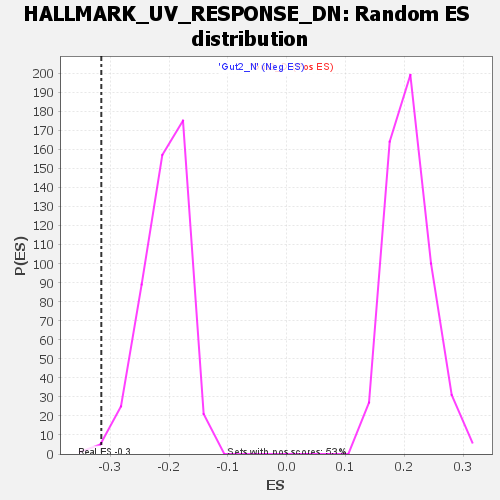 HALLMARK_UV_RESPONSE_DN: Random ES
distribution
'Gut2_N' (Neg ES)os ES)
200
190
180
170
160
150
140
130
120
110
100
90
80
70
60
50
40
30
20
10
0
P(ES)
Real ES -0.3
Sets with pos scores: 53%
-0.3 -0.2 -0.1 0.0 0.1 0.2 0.3
ES